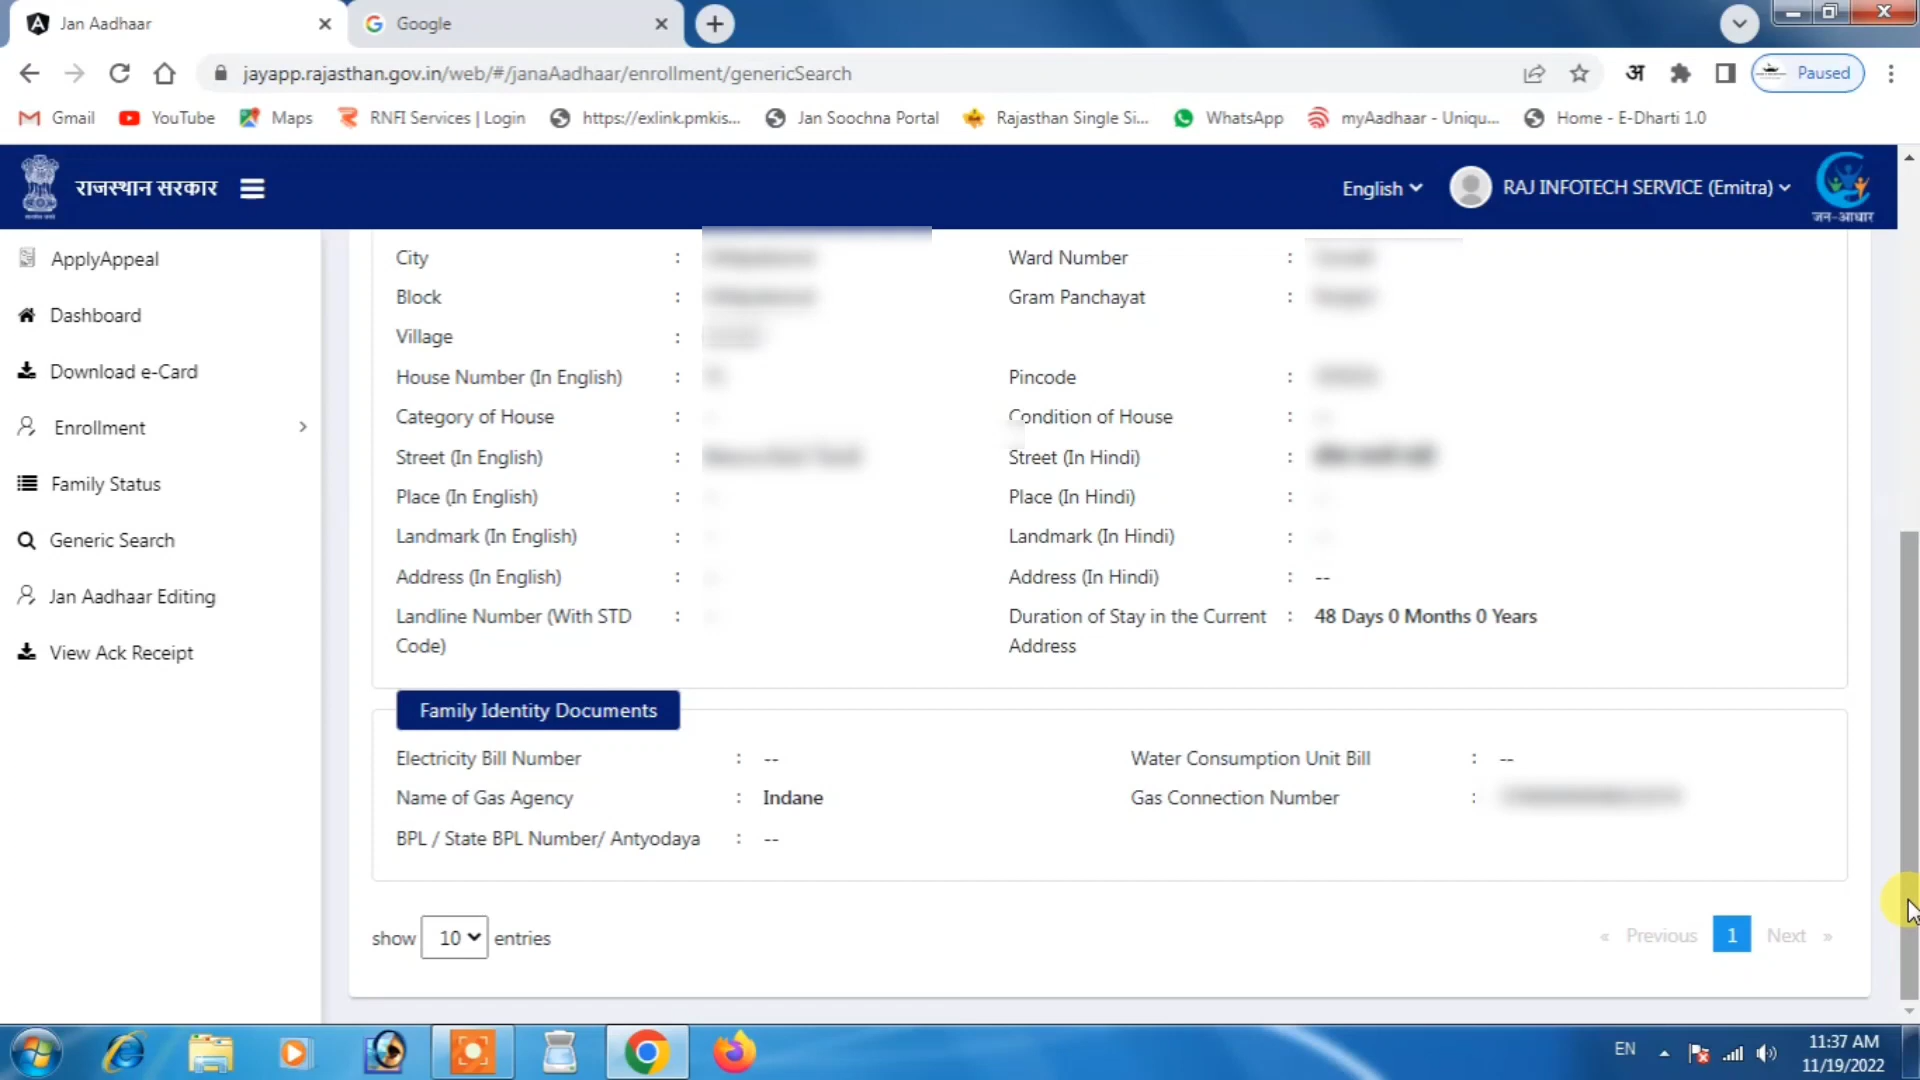 Jan Aadhaar
Google
jayapp.rajasthan.gov.in/web/#/janaAadhaar/enrollment/genericSearch
अ
Paused
Gmail YouTube Maps RNFI Services | Login https://exlink.pmkis... Jan Soochna Portal Rajasthan Single Si... WhatsApp myAadhaar - Uniqu... Home - E-Dharti 1.0
राजस्थान सरकार
English
RAJ INFOTECH SERVICE (Emitra)
जन-आधार
ApplyAppeal
Dashboard
Download e-Card
Enrollment
Family Status
Generic Search
Jan Aadhaar Editing
View Ack Receipt
City :
Ward Number :
Block :
Gram Panchayat :
Village :
House Number (In English) :
Pincode :
Category of House :
Condition of House :
Street (In English) :
Street (In Hindi) :
Place (In English) :
Place (In Hindi) :
Landmark (In English) :
Landmark (In Hindi) :
Address (In English) :
Address (In Hindi) : --
Landline Number (With STD :
Code)
Duration of Stay in the Current : 48 Days 0 Months 0 Years
Address
Family Identity Documents
Electricity Bill Number : --
Water Consumption Unit Bill : --
Name of Gas Agency : Indane
Gas Connection Number :
BPL / State BPL Number/ Antyodaya : --
show 10 entries
« Previous 1 Next »
EN
11:37 AM
11/19/2022